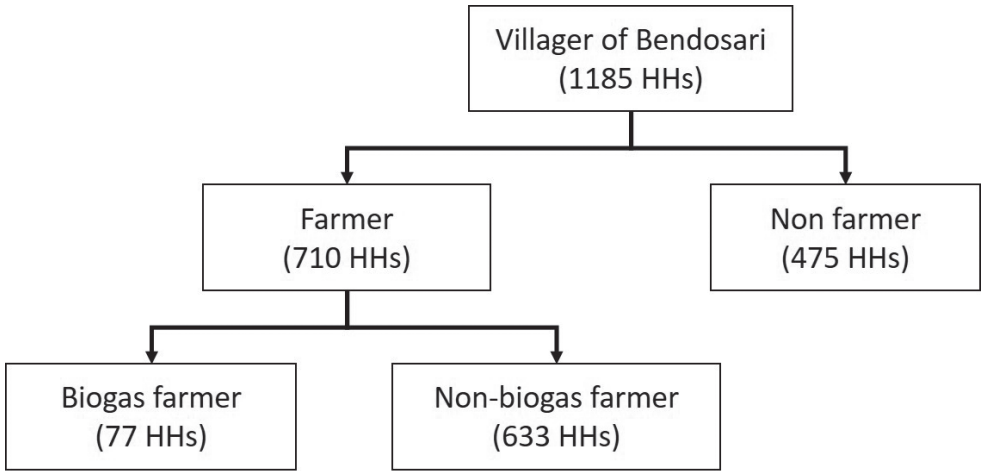 Villager of Bendosari
(1185 HHs)
Farmer
(710 HHs)
Non farmer
(475 HHs)
Biogas farmer
(77 HHs)
Non-biogas farmer
(633 HHs)